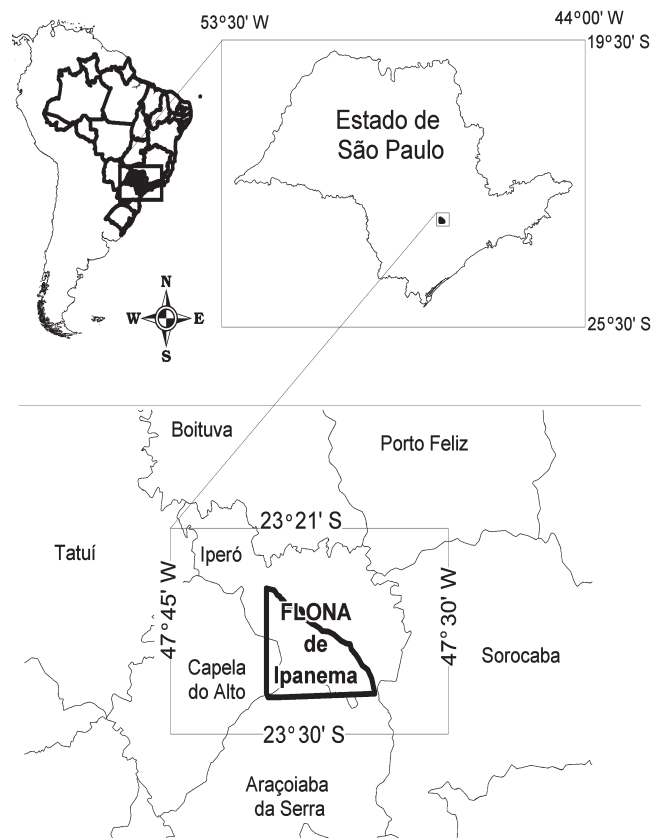 53°30' W
44°00' W
19°30' S
Estado de
São Paulo
N
W
E
S
25°30' S
Boituva
Porto Feliz
23°21' S
Tatuí
Iperó
47°45' W
47°30' W
FLONA
de
Ipanema
Sorocaba
Capela
do Alto
23°30' S
Araçoiaba
da Serra